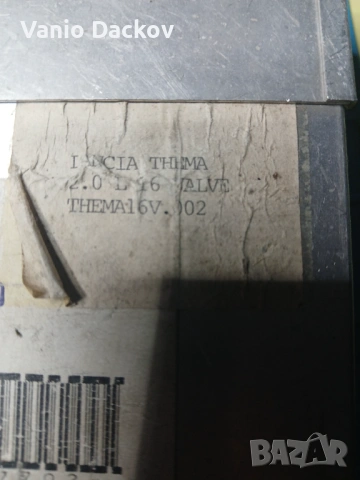 Vanio Dackov
LANCIA THEMA
2.0 L 16 VALVE
THEMA16V.002
BAZAR